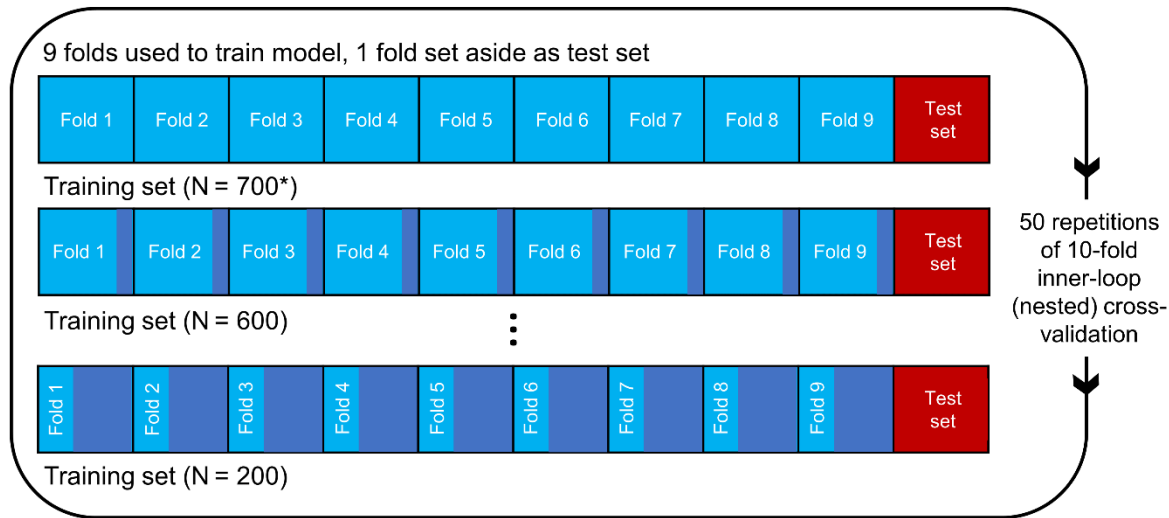 9 folds used to train model, 1 fold set aside as test set
Fold 1 Fold 2 Fold 3 Fold 4 Fold 5 Fold 6 Fold 7 Fold 8 Fold 9 Test set
Training set (N = 700*)
Fold 1 Fold 2 Fold 3 Fold 4 Fold 5 Fold 6 Fold 7 Fold 8 Fold 9 Test set
Training set (N = 600)
Fold 1 Fold 2 Fold 3 Fold 4 Fold 5 Fold 6 Fold 7 Fold 8 Fold 9 Test set
Training set (N = 200)
50 repetitions
of 10-fold
inner-loop
(nested) cross-
validation